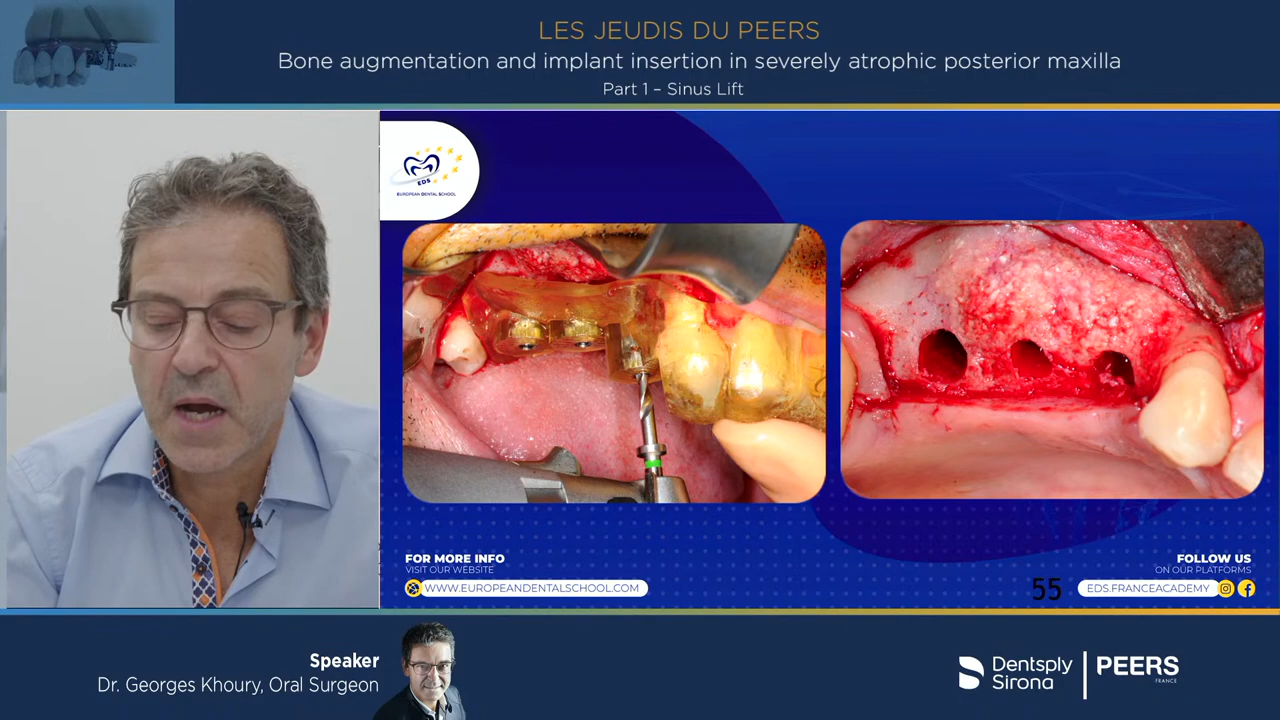 LES JEUDIS DU PEERS
Bone augmentation and implant insertion in severely atrophic posterior maxilla
Part 1 – Sinus Lift
EDS
EUROPEAN DENTAL SCHOOL
FOR MORE INFO
VISIT OUR WEBSITE
WWW.EUROPEANDENTALSCHOOL.COM
55
FOLLOW US
ON OUR PLATFORMS
EDS.FRANCEACADEMY
Speaker
Dr. Georges Khoury, Oral Surgeon
Dentsply
Sirona
PEERS
FRANCE